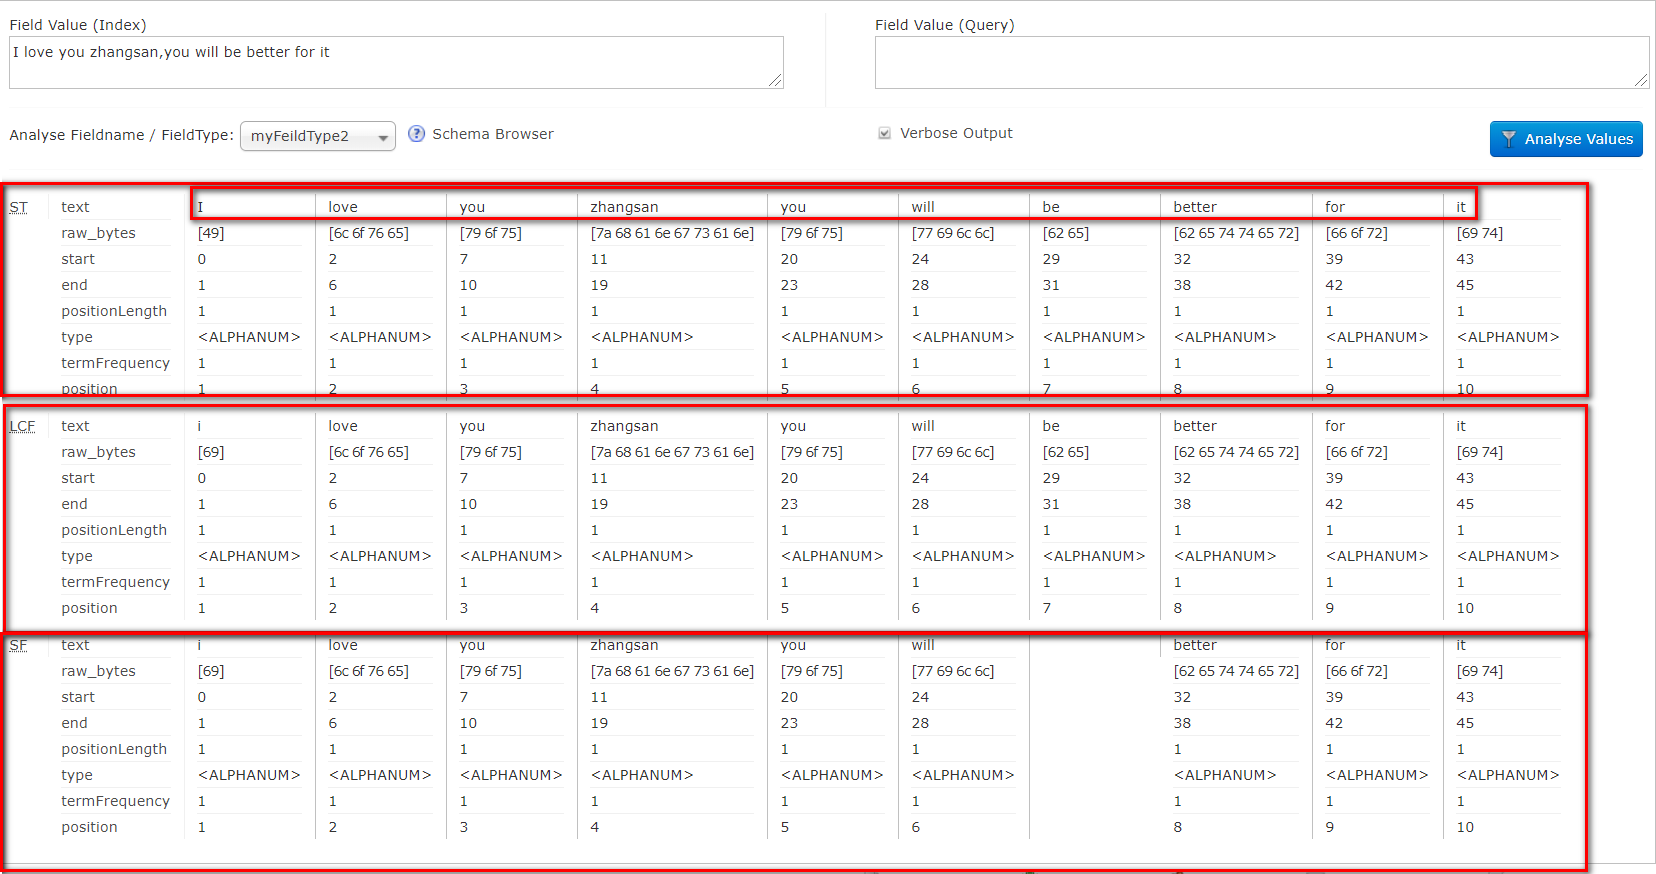 Field Value (Index) Field Value (Query)
I love you zhangsan,you will be better for it
Analyse Fieldname / FieldType: myFeildType2 ? Schema Browser Verbose Output Analyse Values
ST text I love you zhangsan you will be better for it
raw_bytes [49] [6c 6f 76 65] [79 6f 75] [7a 68 61 6e 67 73 61 6e] [79 6f 75] [77 69 6c 6c] [62 65] [62 65 74 74 65 72] [66 6f 72] [69 74]
start 0 2 7 11 20 24 29 32 39 43
end 1 6 10 19 23 28 31 38 42 45
positionLength 1 1 1 1 1 1 1 1 1 1
type <ALPHANUM> <ALPHANUM> <ALPHANUM> <ALPHANUM> <ALPHANUM> <ALPHANUM> <ALPHANUM> <ALPHANUM> <ALPHANUM> <ALPHANUM>
termFrequency 1 1 1 1 1 1 1 1 1 1
position 1 2 3 4 5 6 7 8 9 10
LCF text i love you zhangsan you will be better for it
raw_bytes [69] [6c 6f 76 65] [79 6f 75] [7a 68 61 6e 67 73 61 6e] [79 6f 75] [77 69 6c 6c] [62 65] [62 65 74 74 65 72] [66 6f 72] [69 74]
start 0 2 7 11 20 24 29 32 39 43
end 1 6 10 19 23 28 31 38 42 45
positionLength 1 1 1 1 1 1 1 1 1 1
type <ALPHANUM> <ALPHANUM> <ALPHANUM> <ALPHANUM> <ALPHANUM> <ALPHANUM> <ALPHANUM> <ALPHANUM> <ALPHANUM> <ALPHANUM>
termFrequency 1 1 1 1 1 1 1 1 1 1
position 1 2 3 4 5 6 7 8 9 10
SF text i love you zhangsan you will better for it
raw_bytes [69] [6c 6f 76 65] [79 6f 75] [7a 68 61 6e 67 73 61 6e] [79 6f 75] [77 69 6c 6c] [62 65 74 74 65 72] [66 6f 72] [69 74]
start 0 2 7 11 20 24 32 39 43
end 1 6 10 19 23 28 38 42 45
positionLength 1 1 1 1 1 1 1 1 1
type <ALPHANUM> <ALPHANUM> <ALPHANUM> <ALPHANUM> <ALPHANUM> <ALPHANUM> <ALPHANUM> <ALPHANUM> <ALPHANUM>
termFrequency 1 1 1 1 1 1 1 1 1
position 1 2 3 4 5 6 8 9 10